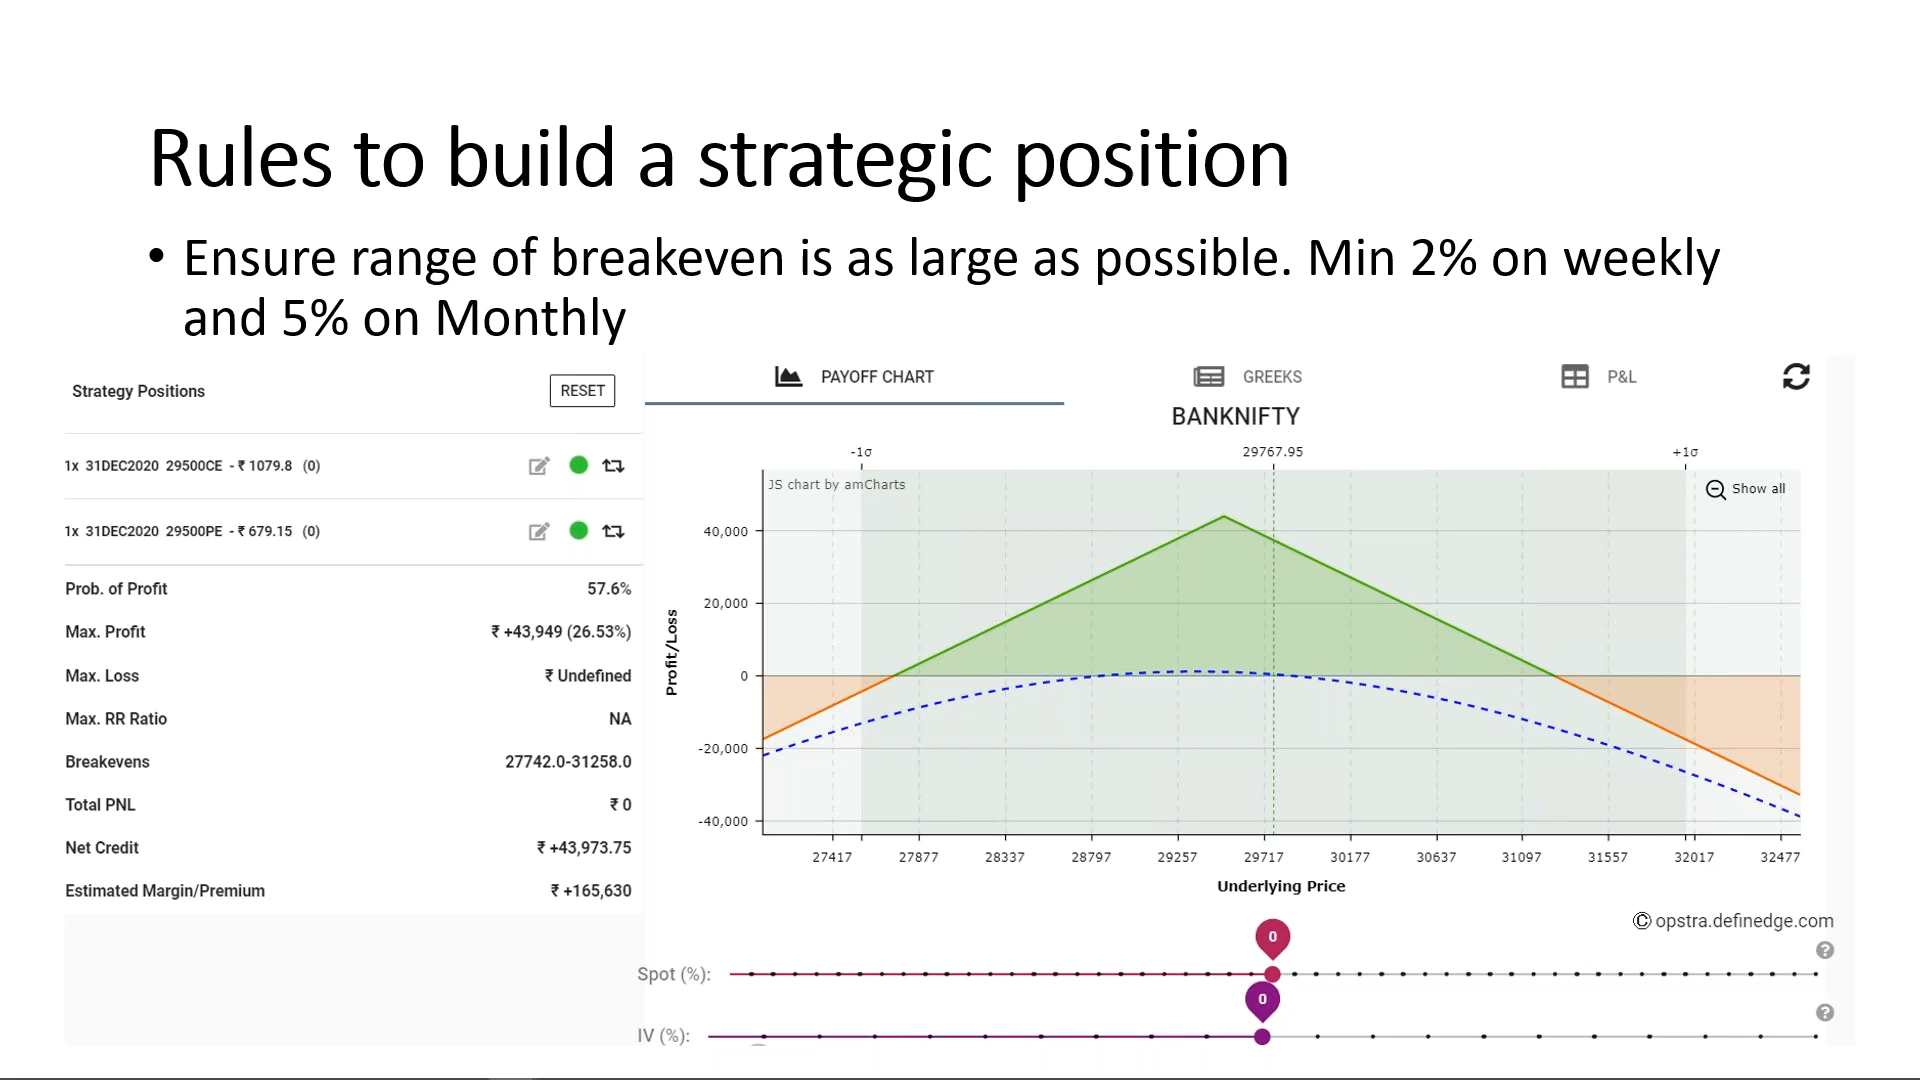 Rules to build a strategic position
• Ensure range of breakeven is as large as possible. Min 2% on weekly
and 5% on Monthly
Strategy Positions
RESET
1x 31DEC2020 29500CE - ₹ 1079.8 (0)
1x 31DEC2020 29500PE - ₹ 679.15 (0)
Prob. of Profit 57.6%
Max. Profit ₹ +43,949 (26.53%)
Max. Loss ₹ Undefined
Max. RR Ratio NA
Breakevens 27742.0-31258.0
Total PNL ₹ 0
Net Credit ₹ +43,973.75
Estimated Margin/Premium ₹ +165,630
PAYOFF CHART
GREEKS
P&L
BANKNIFTY
-1σ
29767.95
+1σ
JS chart by amCharts
Show all
Profit/Loss
40,000
20,000
0
-20,000
-40,000
27417 27877 28337 28797 29257 29717 30177 30637 31097 31557 32017 32477
Underlying Price
© opstra.definedge.com
0
Spot (%):
?
0
IV (%):
?